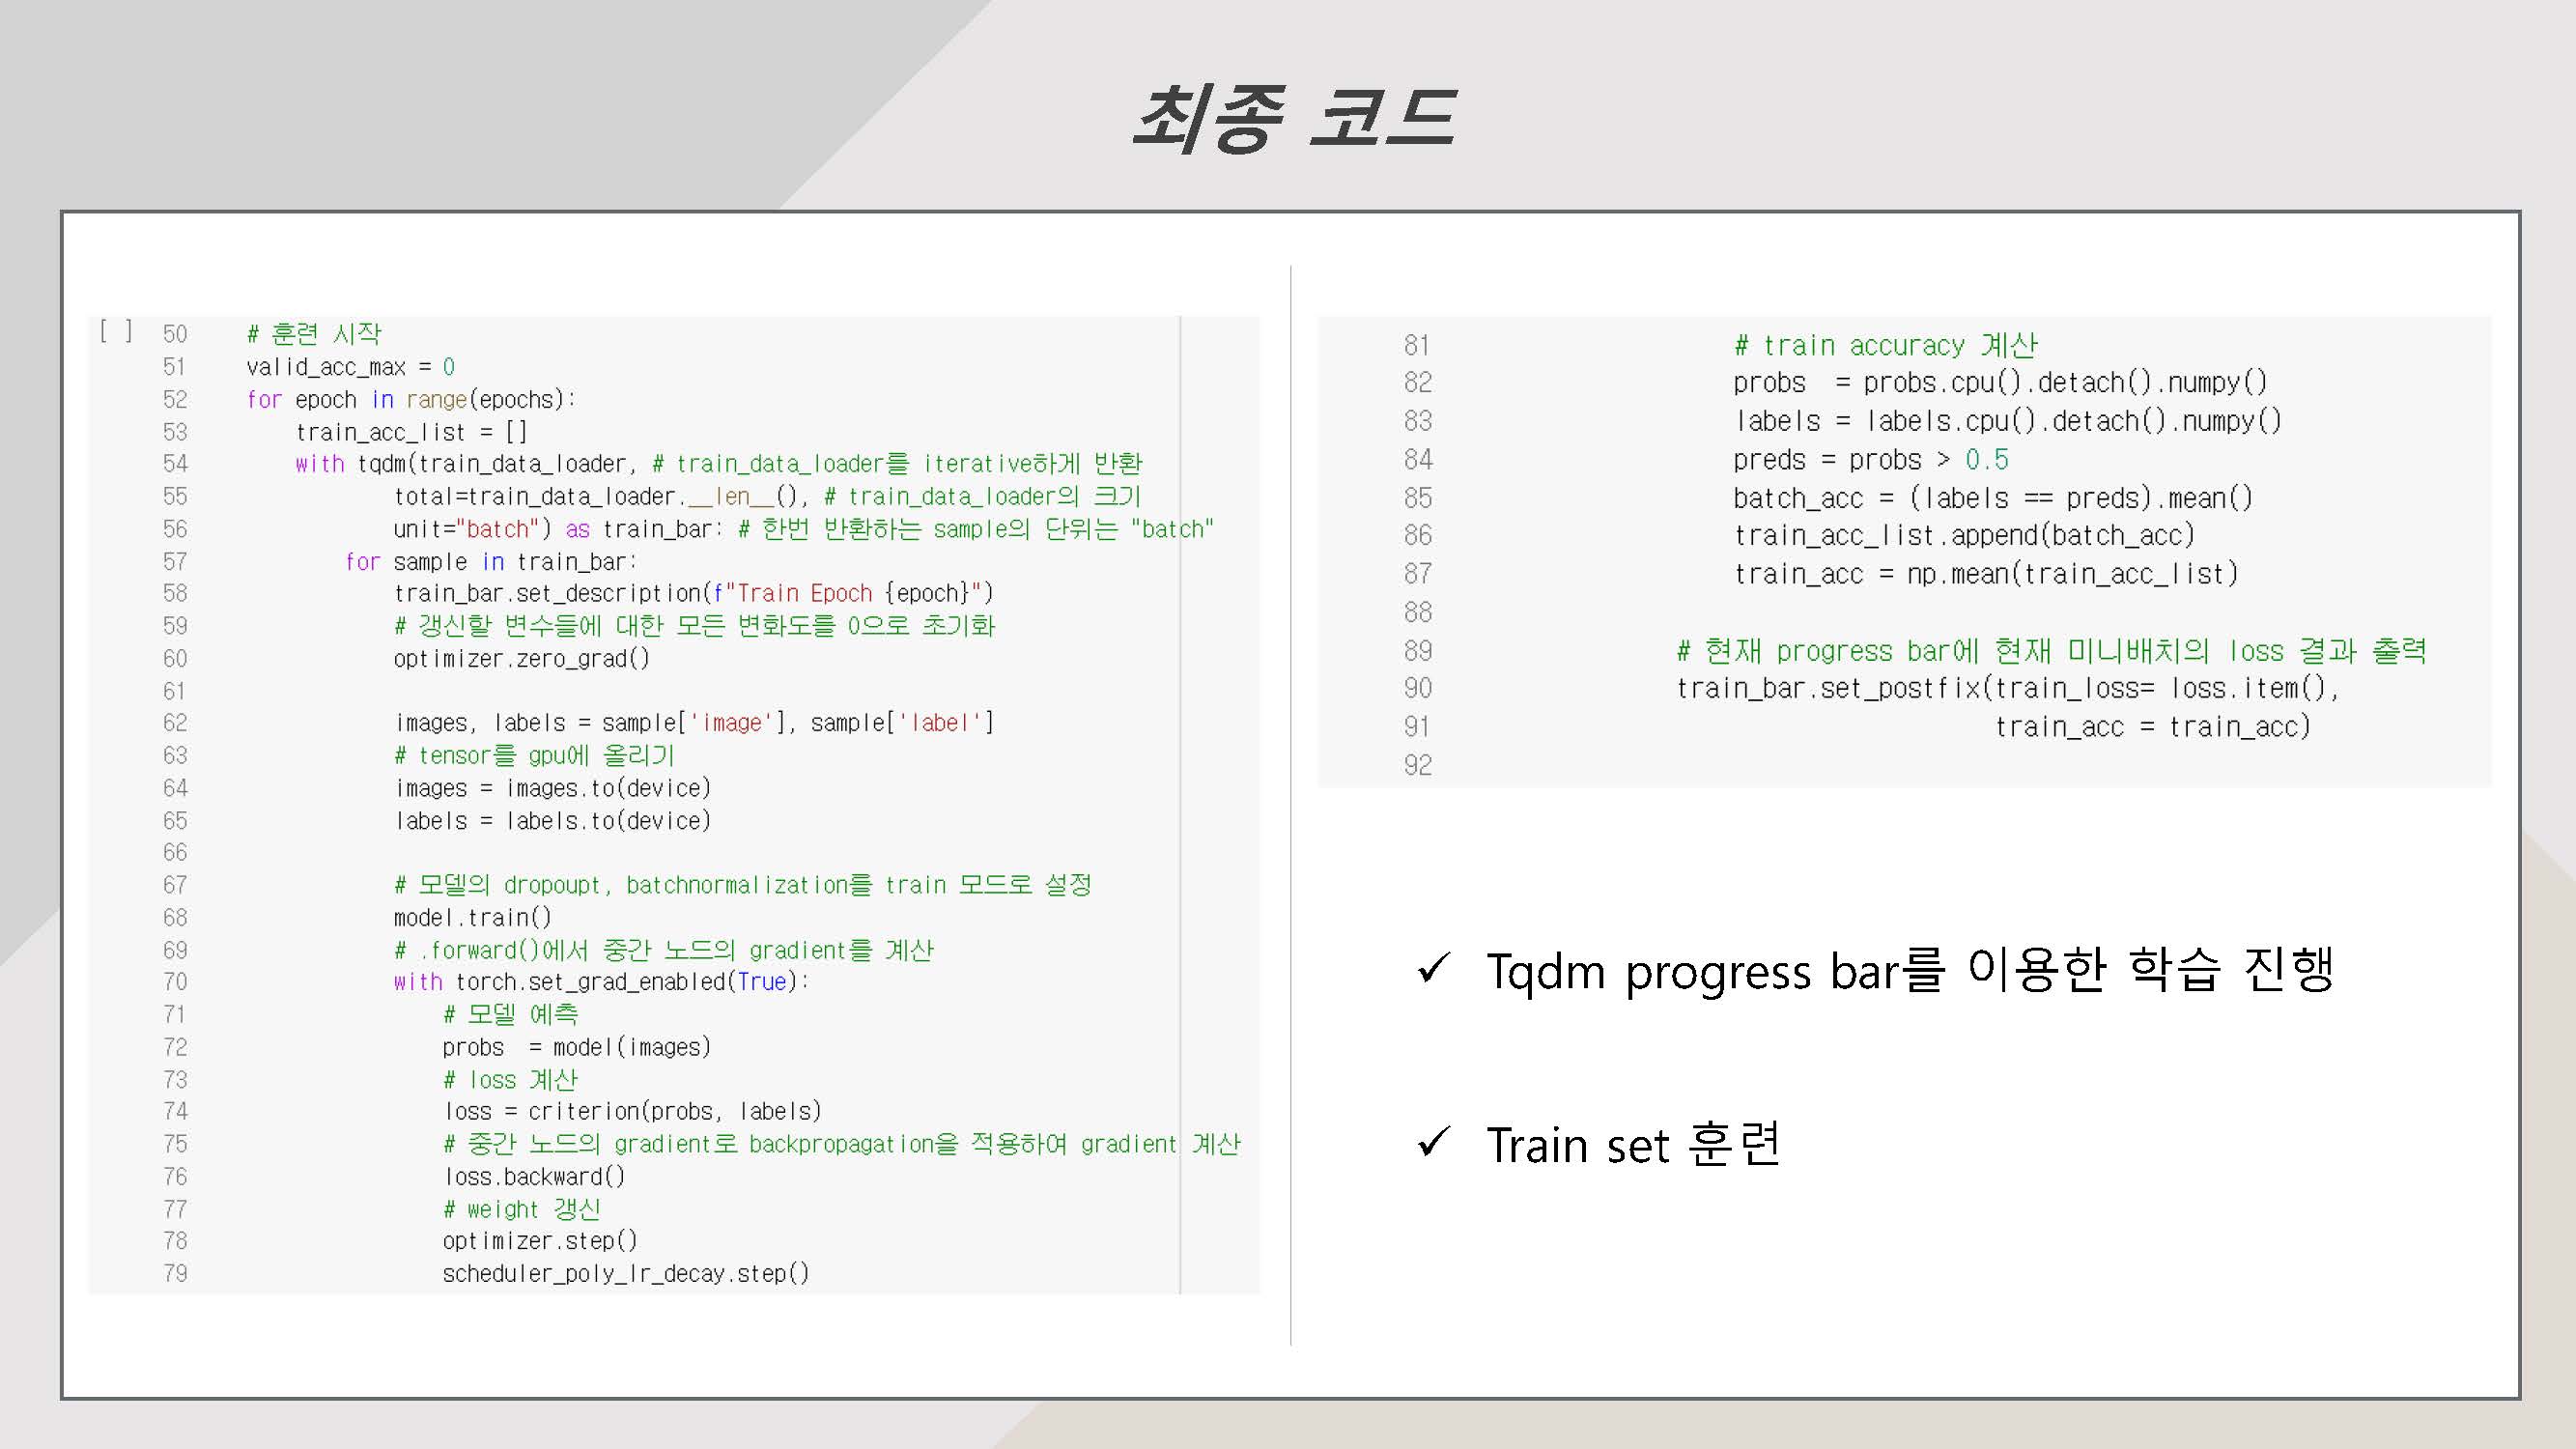 최종 코드
[ ] 50 # 훈련 시작
51 valid_acc_max = 0
52 for epoch in range(epochs):
53 train_acc_list = []
54 with tqdm(train_data_loader, # train_data_loader를 iterative하게 반환
55 total=train_data_loader.__len__(), # train_data_loader의 크기
56 unit="batch") as train_bar: # 한번 반환하는 sample의 단위는 "batch"
57 for sample in train_bar:
58 train_bar.set_description(f"Train Epoch {epoch}")
59 # 갱신할 변수들에 대한 모든 변화도를 0으로 초기화
60 optimizer.zero_grad()
61
62 images, labels = sample['image'], sample['label']
63 # tensor를 gpu에 올리기
64 images = images.to(device)
65 labels = labels.to(device)
66
67 # 모델의 dropoupt, batchnormalization를 train 모드로 설정
68 model.train()
69 # .forward()에서 중간 노드의 gradient를 계산
70 with torch.set_grad_enabled(True):
71 # 모델 예측
72 probs  = model(images)
73 # loss 계산
74 loss = criterion(probs, labels)
75 # 중간 노드의 gradient로 backpropagation을 적용하여 gradient 계산
76 loss.backward()
77 # weight 갱신
78 optimizer.step()
79 scheduler_poly_lr_decay.step()
81 # train accuracy 계산
82 probs  = probs.cpu().detach().numpy()
83 labels = labels.cpu().detach().numpy()
84 preds = probs > 0.5
85 batch_acc = (labels == preds).mean()
86 train_acc_list.append(batch_acc)
87 train_acc = np.mean(train_acc_list)
88
89 # 현재 progress bar에 현재 미니배치의 loss 결과 출력
90 train_bar.set_postfix(train_loss= loss.item(),
91 train_acc = train_acc)
92
✓ Tqdm progress bar를 이용한 학습 진행
✓ Train set 훈련